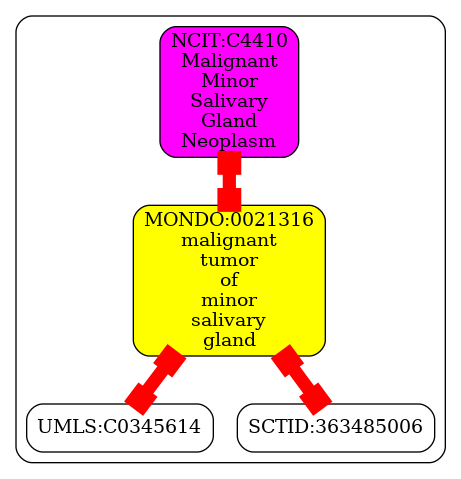 NCIT:C4410
Malignant
Minor
Salivary
Gland
Neoplasm
MONDO:0021316
malignant
tumor
of
minor
salivary
gland
UMLS:C0345614
SCTID:363485006